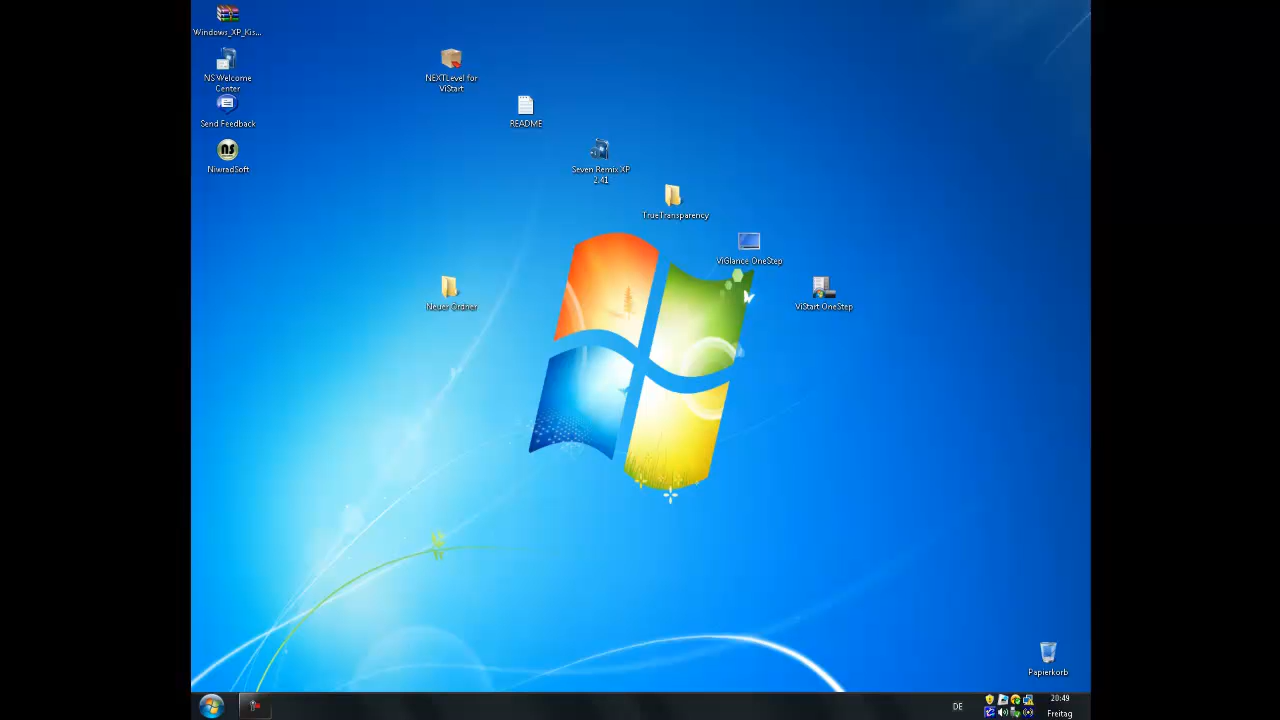 Windows_XP_Kis...
NS Welcome
Center
Send Feedback
ns
NiwradSoft
NEXTLevel for
ViStart
README
Seven Remix XP
2.41
TrueTransparency
ViGlance OneStep
Neuer Ordner
ViStart OneStep
Papierkorb
DE
20:49
Freitag